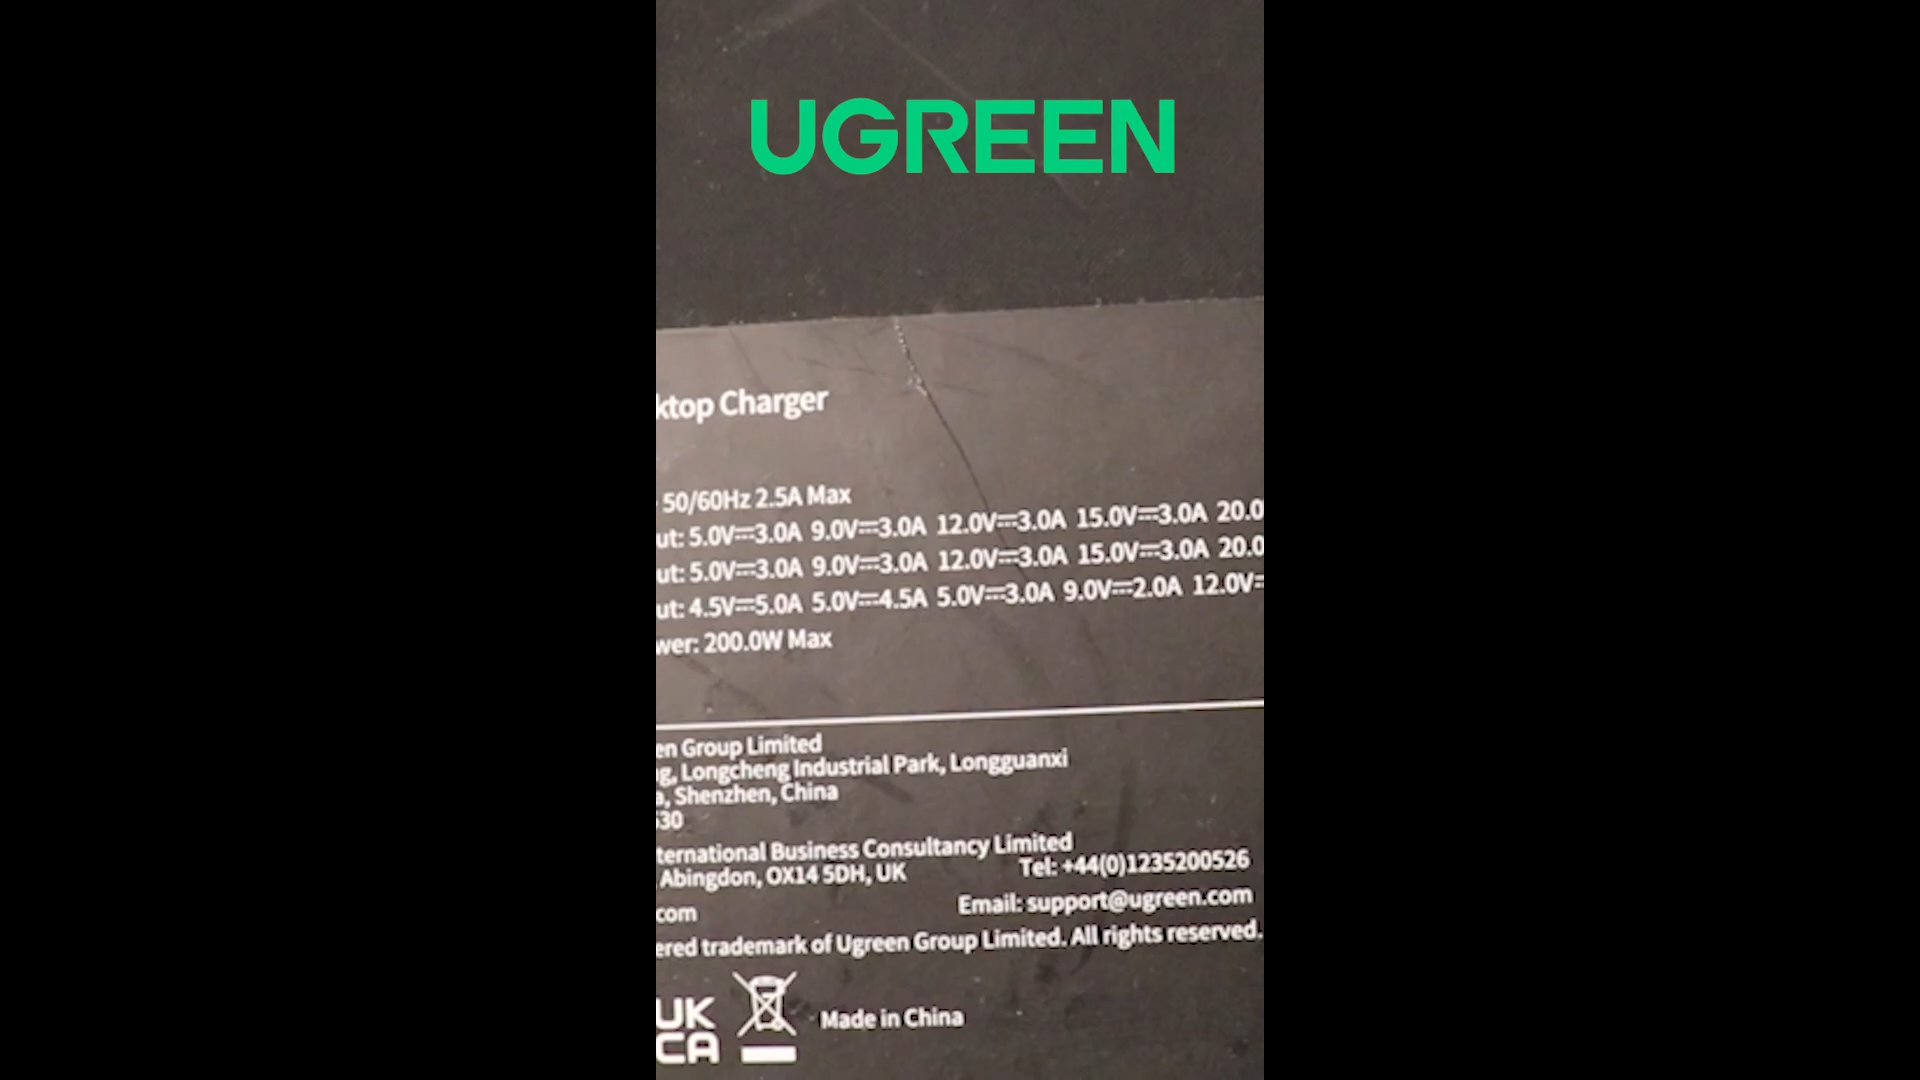 UGREEN
ktop Charger
50/60Hz 2.5A Max
ut: 5.0V⎓3.0A 9.0V⎓3.0A 12.0V⎓3.0A 15.0V⎓3.0A 20.0
ut: 5.0V⎓3.0A 9.0V⎓3.0A 12.0V⎓3.0A 15.0V⎓3.0A 20.0
ut: 4.5V⎓5.0A 5.0V⎓4.5A 5.0V⎓3.0A 9.0V⎓2.0A 12.0V⎓
wer: 200.0W Max
en Group Limited
g, Longcheng Industrial Park, Longguanxi
a, Shenzhen, China
30
ternational Business Consultancy Limited
Abingdon, OX14 5DH, UK Tel: +44(0)1235200526
com Email: support@ugreen.com
ered trademark of Ugreen Group Limited. All rights reserved.
UK
CA
Made in China